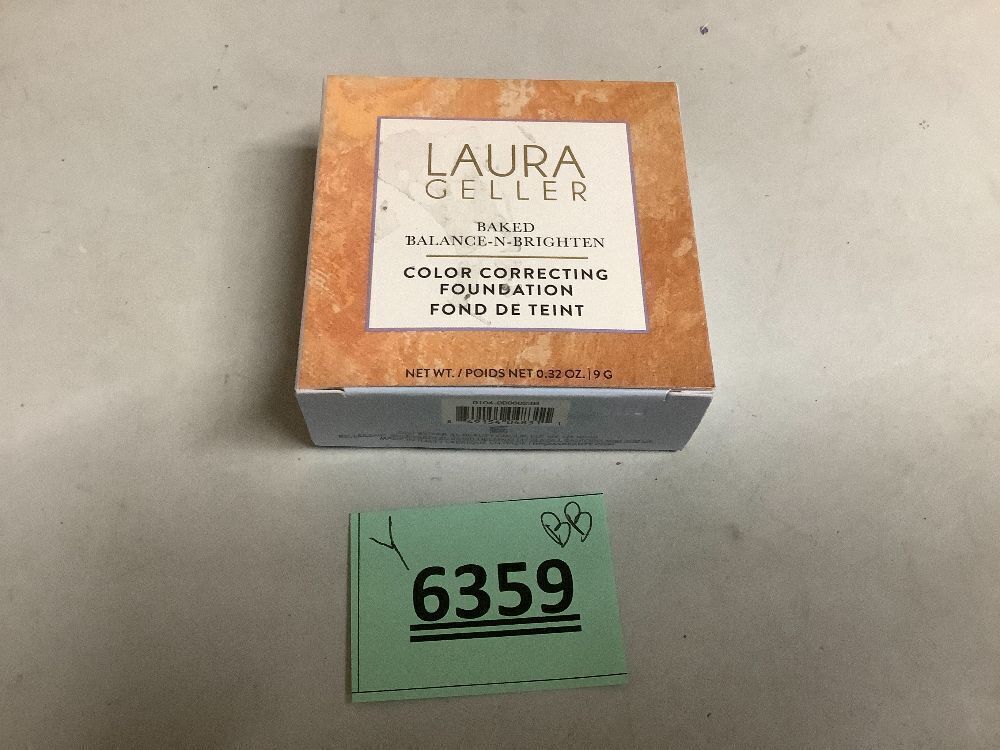 LAURA
GELLER
BAKED
BALANCE-N-BRIGHTEN
COLOR CORRECTING
FOUNDATION
FOND DE TEINT
NET WT. / POIDS NET 0.32 OZ. | 9 G
Y
BB
6359